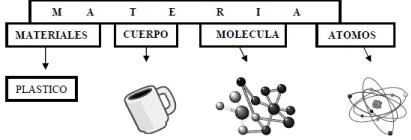 M A T E R I A
MATERIALES CUERPO MOLECULA ATOMOS
PLASTICO